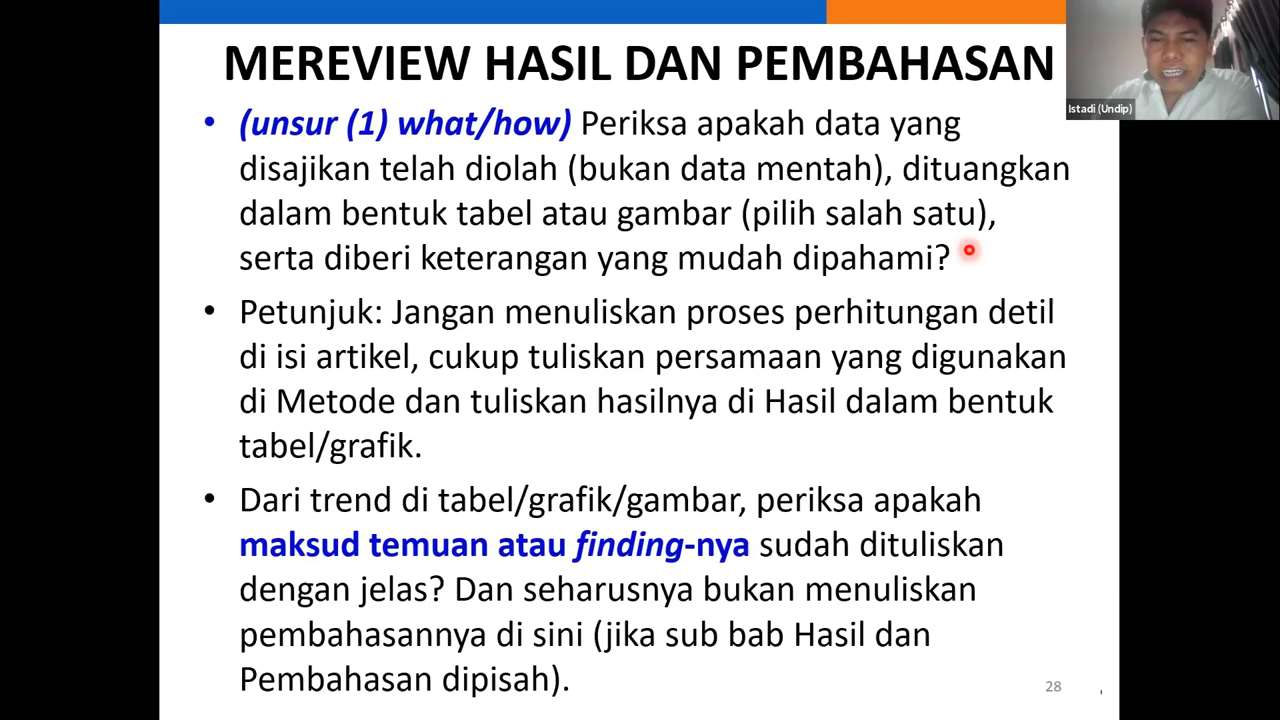 MEREVIEW HASIL DAN PEMBAHASAN
Istadi (Undip)
• (unsur (1) what/how) Periksa apakah data yang
disajikan telah diolah (bukan data mentah), dituangkan
dalam bentuk tabel atau gambar (pilih salah satu),
serta diberi keterangan yang mudah dipahami?
• Petunjuk: Jangan menuliskan proses perhitungan detil
di isi artikel, cukup tuliskan persamaan yang digunakan
di Metode dan tuliskan hasilnya di Hasil dalam bentuk
tabel/grafik.
• Dari trend di tabel/grafik/gambar, periksa apakah
maksud temuan atau finding-nya sudah dituliskan
dengan jelas? Dan seharusnya bukan menuliskan
pembahasannya di sini (jika sub bab Hasil dan
Pembahasan dipisah).
28